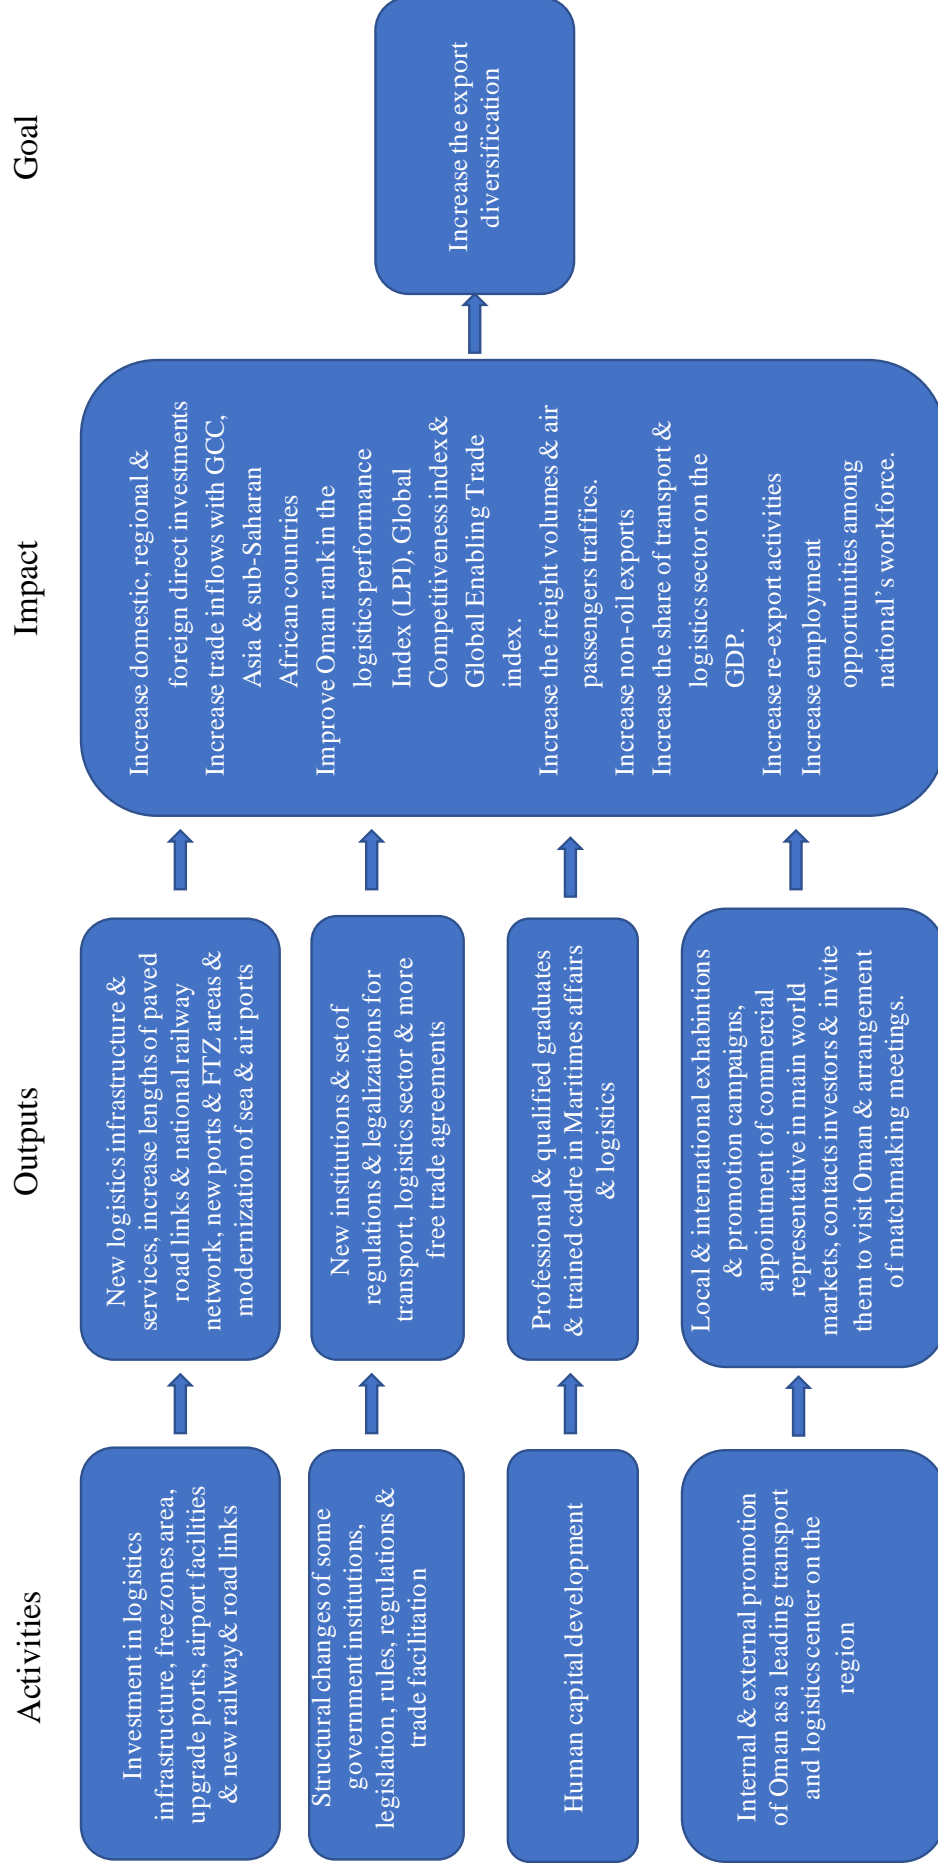 Activities
Outputs
Impact
Goal
Investment in logistics
infrastructure, freezones area,
upgrade ports, airport facilities
& new railway& road links
New logistics infrastructure &
services, increase lengths of paved
road links & national railway
network, new ports & FTZ areas &
modernization of sea & air ports
Structural changes of some
government institutions,
legislation, rules, regulations &
trade facilitation
New institutions & set of
regulations & legalizations for
transport, logistics sector & more
free trade agreements
Human capital development
Professional & qualified graduates
& trained cadre in Maritimes affairs
& logistics
Internal & external promotion
of Oman as a leading transport
and logistics center on the
region
Local & international exhabintions
& promotion campaigns,
appointment of commercial
representative in main world
markets, contacts investors & invite
them to visit Oman & arrangement
of matchmaking meetings.
Increase domestic, regional &
foreign direct investments
Increase trade inflows with GCC,
Asia & sub-Saharan
African countries
Improve Oman rank in the
logistics performance
Index (LPI), Global
Competitiveness index&
Global Enabling Trade
index.
Increase the freight volumes & air
passengers traffics.
Increase non-oil exports
Increase the share of transport &
logistics sector on the
GDP.
Increase re-export activities
Increase employment
opportunities among
national's workforce.
Increase the export
diversification